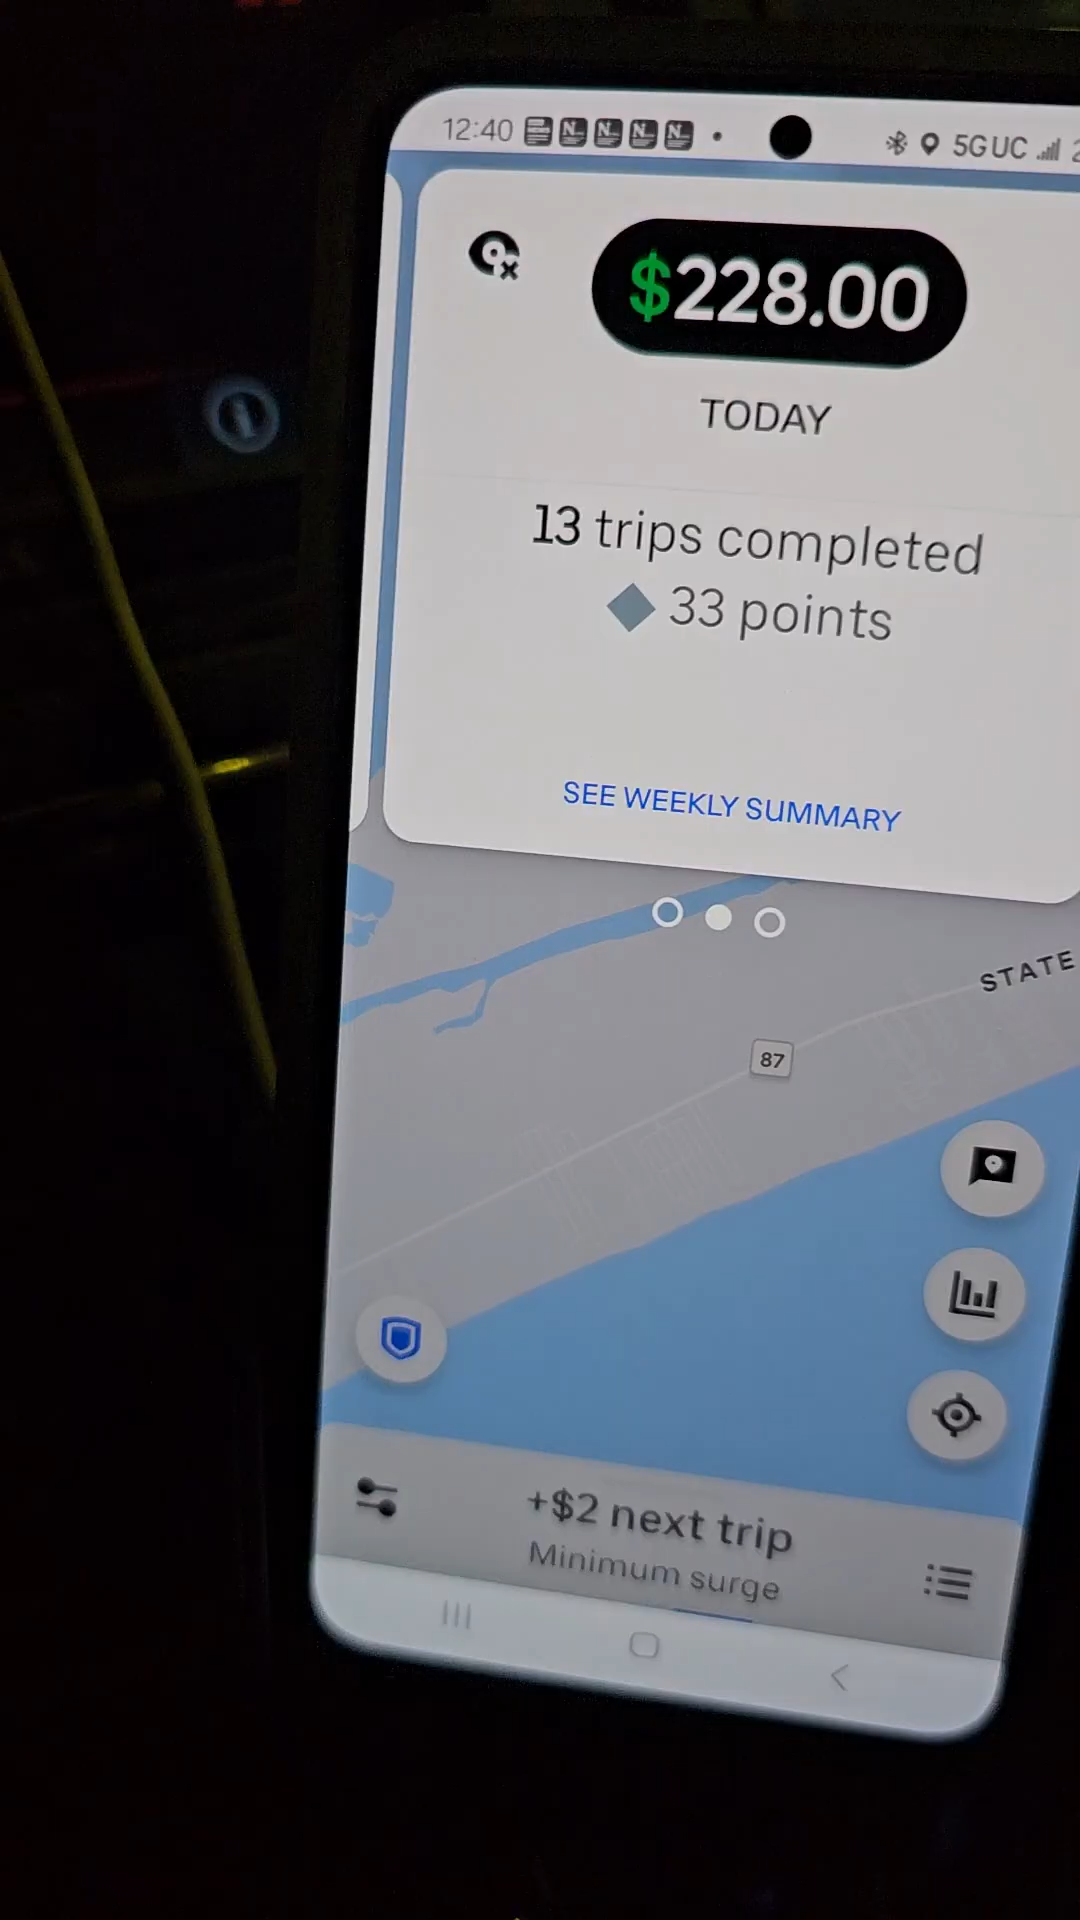 12:40
5G UC
$228.00
TODAY
13 trips completed
33 points
SEE WEEKLY SUMMARY
STATE
87
+$2 next trip
Minimum surge